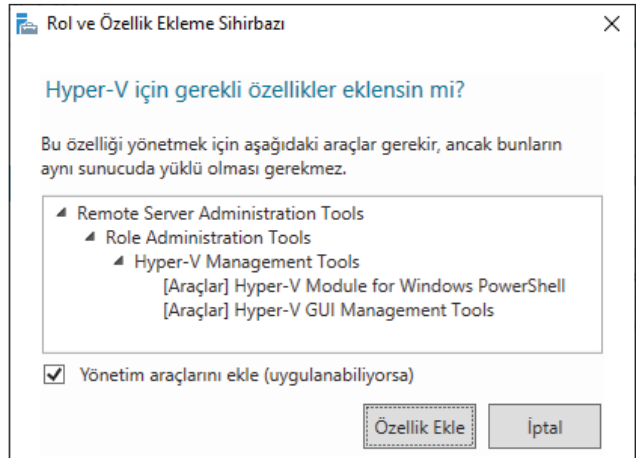 Rol ve Özellik Ekleme Sihirbazı
Hyper-V için gerekli özellikler eklensin mi?
Bu özelliği yönetmek için aşağıdaki araçlar gerekir, ancak bunların
aynı sunucuda yüklü olması gerekmez.
Remote Server Administration Tools
Role Administration Tools
Hyper-V Management Tools
[Araçlar] Hyper-V Module for Windows PowerShell
[Araçlar] Hyper-V GUI Management Tools
Yönetim araçlarını ekle (uygulanabiliyorsa)
Özellik Ekle İptal